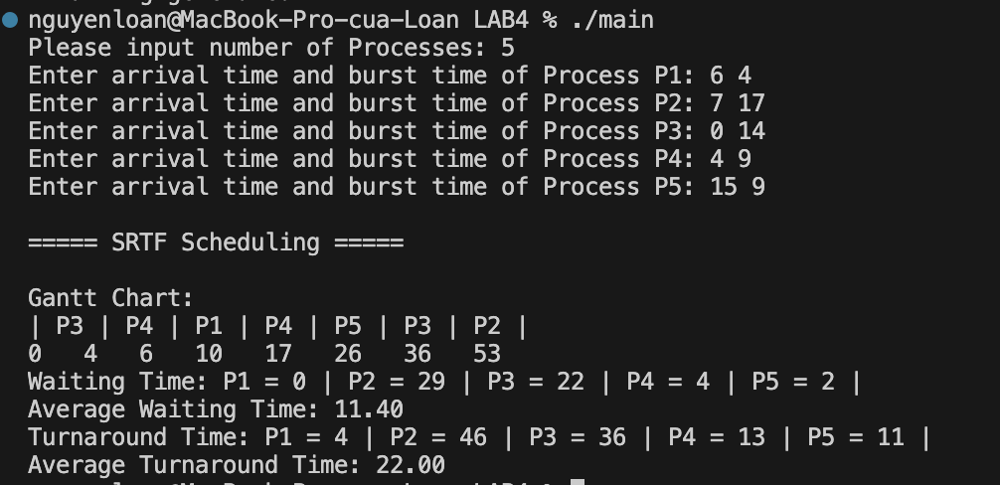 nguyenloan@MacBook-Pro-cua-Loan LAB4 % ./main
Please input number of Processes: 5
Enter arrival time and burst time of Process P1: 6 4
Enter arrival time and burst time of Process P2: 7 17
Enter arrival time and burst time of Process P3: 0 14
Enter arrival time and burst time of Process P4: 4 9
Enter arrival time and burst time of Process P5: 15 9
===== SRTF Scheduling =====
Gantt Chart:
| P3 | P4 | P1 | P4 | P5 | P3 | P2 |
0   4   6   10   17   26   36   53
Waiting Time: P1 = 0 | P2 = 29 | P3 = 22 | P4 = 4 | P5 = 2 |
Average Waiting Time: 11.40
Turnaround Time: P1 = 4 | P2 = 46 | P3 = 36 | P4 = 13 | P5 = 11 |
Average Turnaround Time: 22.00